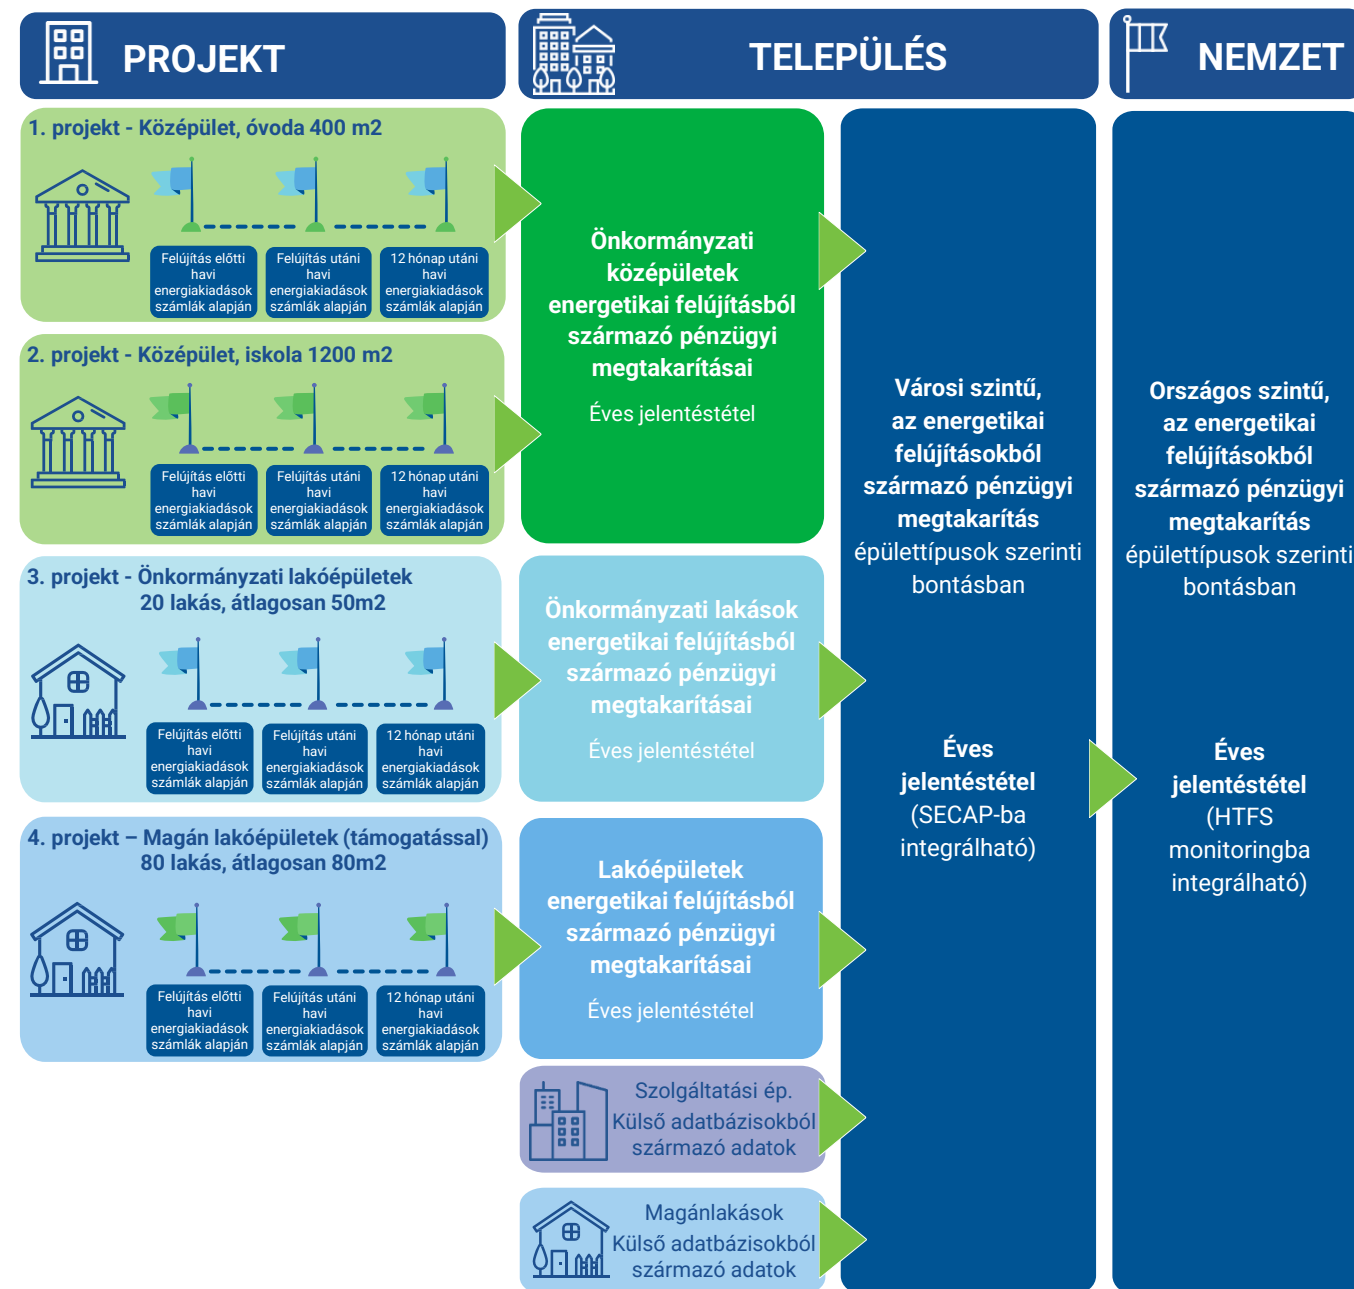 PROJEKT
TELEPÜLÉS
NEMZET
1. projekt - Középület, óvoda 400 m2
Felújítás előtti
havi
energiakiadások
számlák alapján
Felújítás utáni
havi
energiakiadások
számlák alapján
12 hónap utáni
havi
energiakiadások
számlák alapján
2. projekt - Középület, iskola 1200 m2
Felújítás előtti
havi
energiakiadások
számlák alapján
Felújítás utáni
havi
energiakiadások
számlák alapján
12 hónap utáni
havi
energiakiadások
számlák alapján
3. projekt - Önkormányzati lakóépületek
20 lakás, átlagosan 50m2
Felújítás előtti
havi
energiakiadások
számlák alapján
Felújítás utáni
havi
energiakiadások
számlák alapján
12 hónap utáni
havi
energiakiadások
számlák alapján
4. projekt – Magán lakóépületek (támogatással)
80 lakás, átlagosan 80m2
Felújítás előtti
havi
energiakiadások
számlák alapján
Felújítás utáni
havi
energiakiadások
számlák alapján
12 hónap utáni
havi
energiakiadások
számlák alapján
Önkormányzati
középületek
energetikai felújításból
származó pénzügyi
megtakarításai
Éves jelentéstétel
Önkormányzati lakások
energetikai felújításból
származó pénzügyi
megtakarításai
Éves jelentéstétel
Lakóépületek
energetikai felújításból
származó pénzügyi
megtakarításai
Éves jelentéstétel
Szolgáltatási ép.
Külső adatbázisokból
származó adatok
Magánlakások
Külső adatbázisokból
származó adatok
Városi szintű,
az energetikai
felújításokból
származó pénzügyi
megtakarítás
épülettípusok szerinti
bontásban
Éves
jelentéstétel
(SECAP-ba
integrálható)
Országos szintű,
az energetikai
felújításokból
származó pénzügyi
megtakarítás
épülettípusok szerinti
bontásban
Éves
jelentéstétel
(HTFS
monitoringba
integrálható)